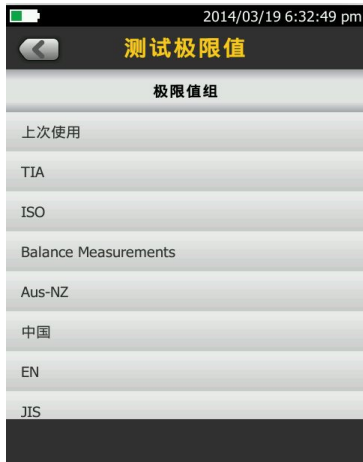 2014/03/19 6:32:49 pm
测试极限值
极限值组
上次使用
TIA
ISO
Balance Measurements
Aus-NZ
中国
EN
JIS